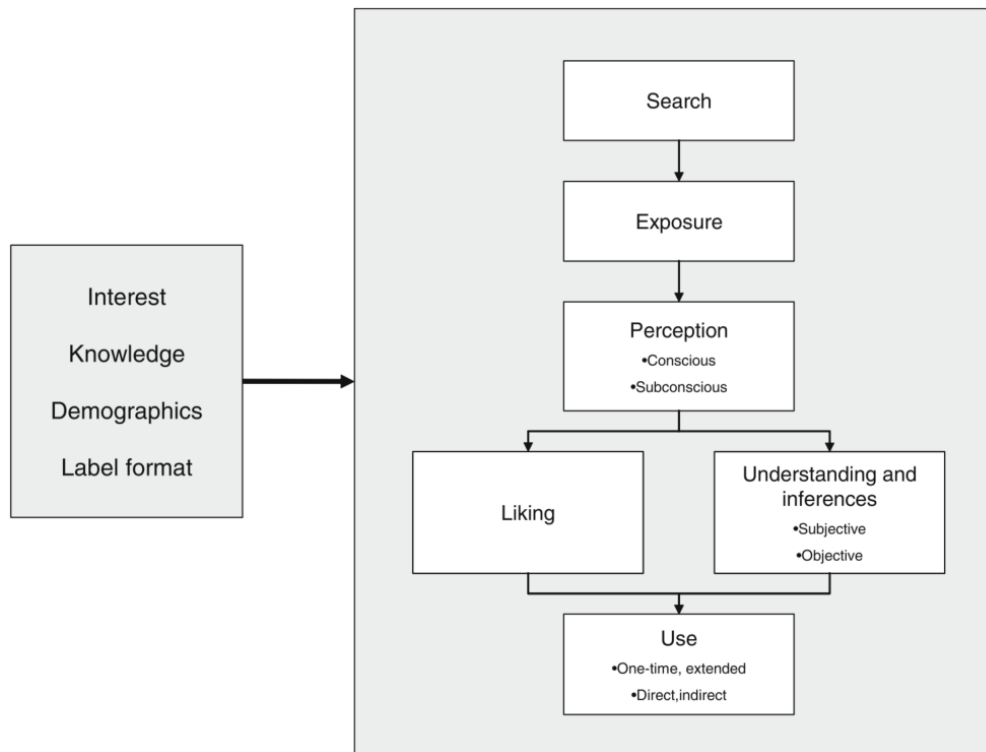 Interest
Knowledge
Demographics
Label format
Search
Exposure
Perception
•Conscious
•Subconscious
Liking
Understanding and
inferences
•Subjective
•Objective
Use
•One-time, extended
•Direct,indirect